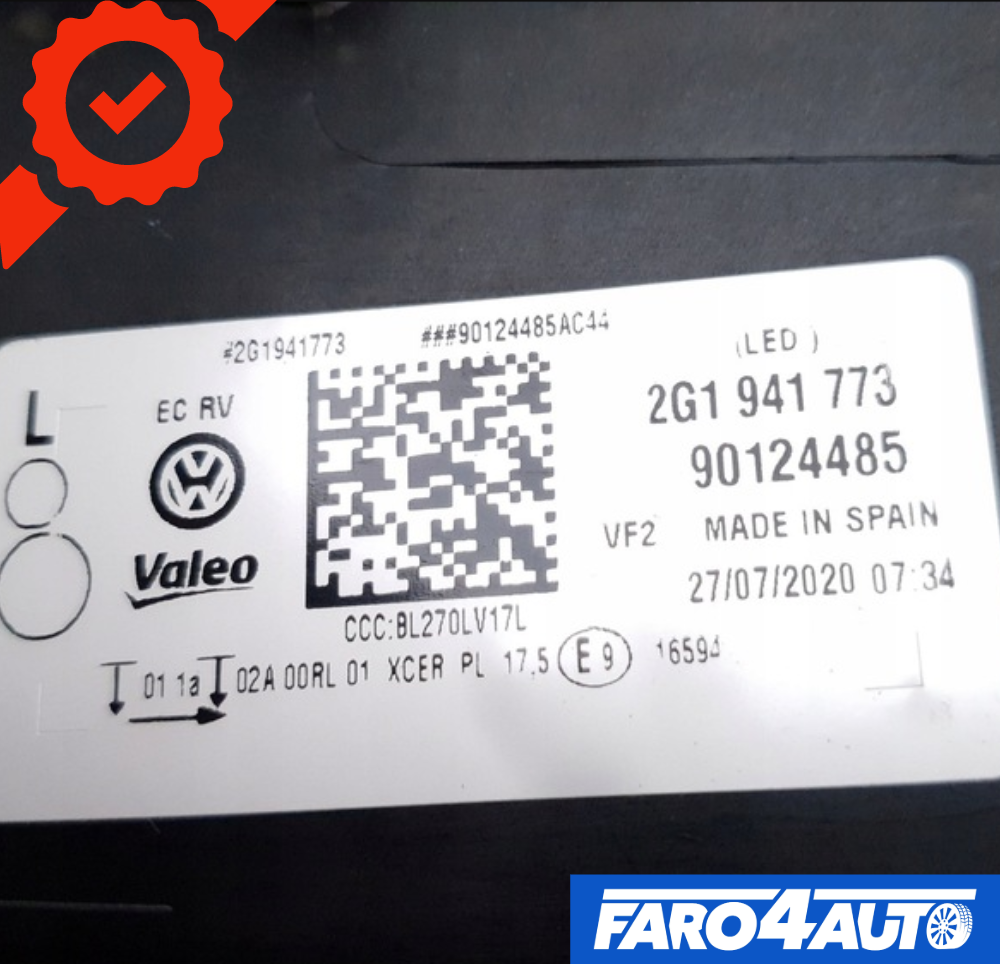 #2G1941773 ###90124485AC44
(LED)
L
EC RV
2G1 941 773
90124485
VF2 MADE IN SPAIN
Valeo
27/07/2020 07:34
CCC:BL270LV17L
01 1a 02A 00RL 01 XCER PL 17,5 E9 16594
FARO4AUTO